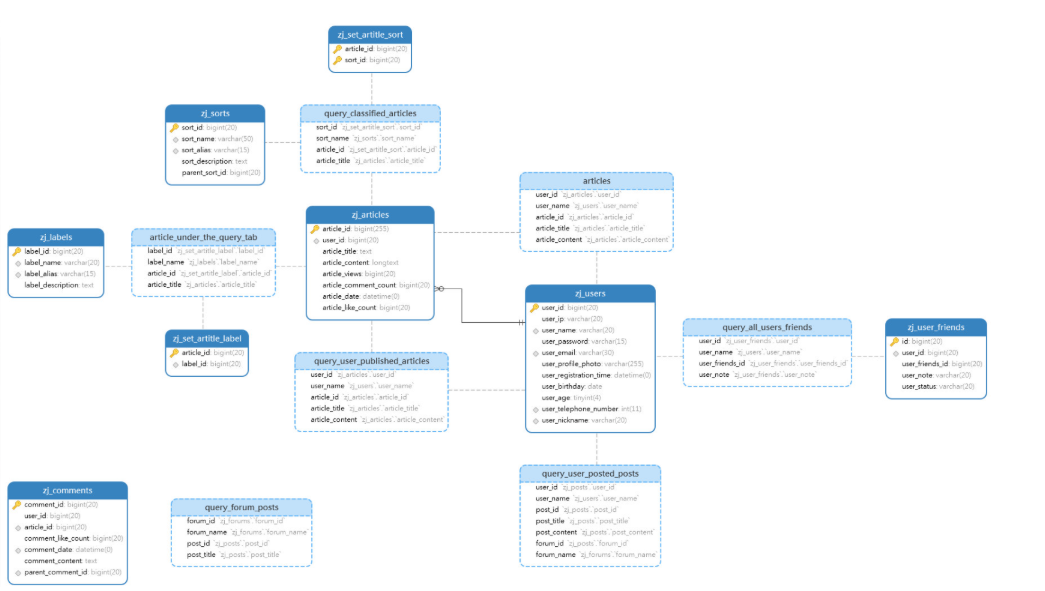 zj_set_artitle_sort
article_id: bigint(20)
sort_id: bigint(20)
zj_sorts
sort_id: bigint(20)
sort_name: varchar(50)
sort_alias: varchar(15)
sort_description: text
parent_sort_id: bigint(20)
query_classified_articles
sort_id `zj_set_artitle_sort`.`sort_id`
sort_name `zj_sorts`.`sort_name`
article_id `zj_set_artitle_sort`.`article_id`
article_title `zj_articles`.`article_title`
articles
user_id `zj_articles`.`user_id`
user_name `zj_users`.`user_name`
article_id `zj_articles`.`article_id`
article_title `zj_articles`.`article_title`
article_content `zj_articles`.`article_content`
zj_labels
label_id: bigint(20)
label_name: varchar(20)
label_alias: varchar(15)
label_description: text
article_under_the_query_tab
label_id `zj_set_artitle_label`.`label_id`
label_name `zj_labels`.`label_name`
article_id `zj_set_artitle_label`.`article_id`
article_title `zj_articles`.`article_title`
zj_articles
article_id: bigint(255)
user_id: bigint(20)
article_title: text
article_content: longtext
article_views: bigint(20)
article_comment_count: bigint(20)
article_date: datetime(0)
article_like_count: bigint(20)
zj_users
user_id: bigint(20)
user_ip: varchar(20)
user_name: varchar(20)
user_password: varchar(15)
user_email: varchar(30)
user_profile_photo: varchar(255)
user_registration_time: datetime(0)
user_birthday: date
user_age: tinyint(4)
user_telephone_number: int(11)
user_nickname: varchar(20)
query_all_users_friends
user_id `zj_user_friends`.`user_id`
user_name `zj_users`.`user_name`
user_friends_id `zj_user_friends`.`user_friends_id`
user_note `zj_user_friends`.`user_note`
zj_user_friends
id: bigint(20)
user_id: bigint(20)
user_friends_id: bigint(20)
user_note: varchar(20)
user_status: varchar(20)
zj_set_artitle_label
article_id: bigint(20)
label_id: bigint(20)
query_user_published_articles
user_id `zj_articles`.`user_id`
user_name `zj_users`.`user_name`
article_id `zj_articles`.`article_id`
article_title `zj_articles`.`article_title`
article_content `zj_articles`.`article_content`
zj_comments
comment_id: bigint(20)
user_id: bigint(20)
article_id: bigint(20)
comment_like_count: bigint(20)
comment_date: datetime(0)
comment_content: text
parent_comment_id: bigint(20)
query_forum_posts
forum_id `zj_forums`.`forum_id`
forum_name `zj_forums`.`forum_name`
post_id `zj_posts`.`post_id`
post_title `zj_posts`.`post_title`
query_user_posted_posts
user_id `zj_posts`.`user_id`
user_name `zj_users`.`user_name`
post_id `zj_posts`.`post_id`
post_title `zj_posts`.`post_title`
post_content `zj_posts`.`post_content`
forum_id `zj_posts`.`forum_id`
forum_name `zj_forums`.`forum_name`